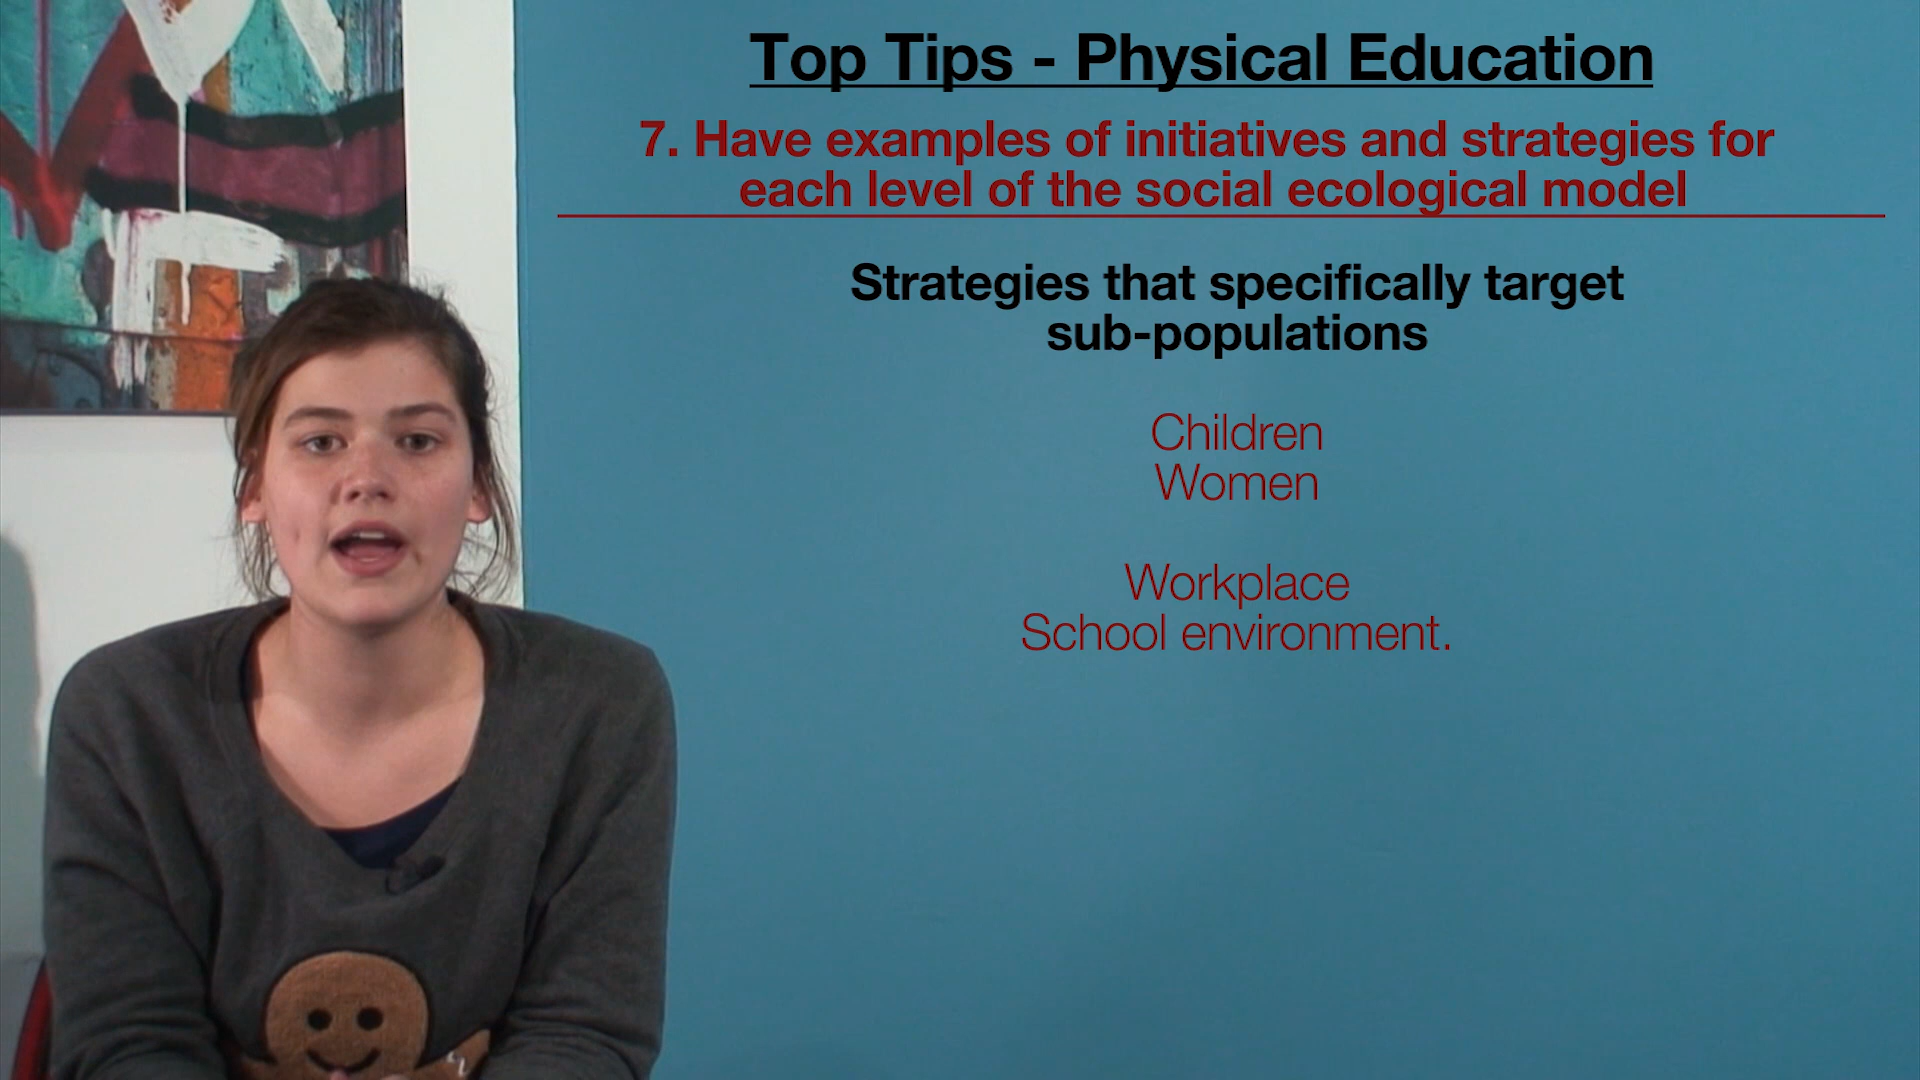 Top Tips - Physical Education
7. Have examples of initiatives and strategies for
each level of the social ecological model
Strategies that specifically target
sub-populations
Children
Women
Workplace
School environment.